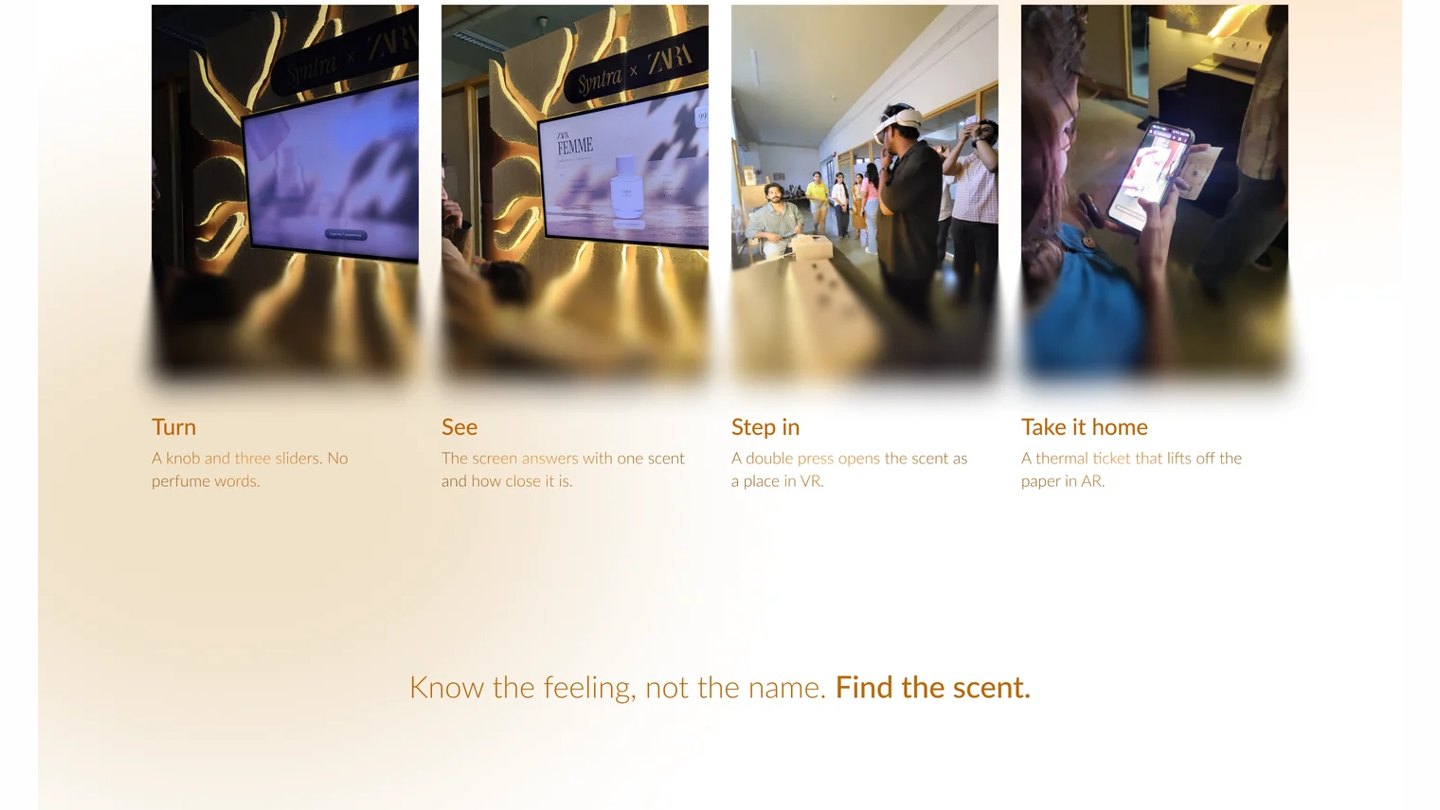 Syntra × ZARA
Syntra × ZARA
ZARA
FEMME
99
Turn
A knob and three sliders. No
perfume words.
See
The screen answers with one scent
and how close it is.
Step in
A double press opens the scent as
a place in VR.
Take it home
A thermal ticket that lifts off the
paper in AR.
Know the feeling, not the name. Find the scent.